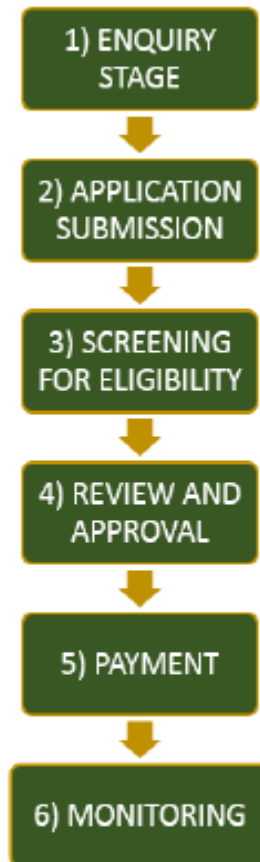 1) ENQUIRY
STAGE
2) APPLICATION
SUBMISSION
3) SCREENING
FOR ELIGIBILITY
4) REVIEW AND
APPROVAL
5) PAYMENT
6) MONITORING